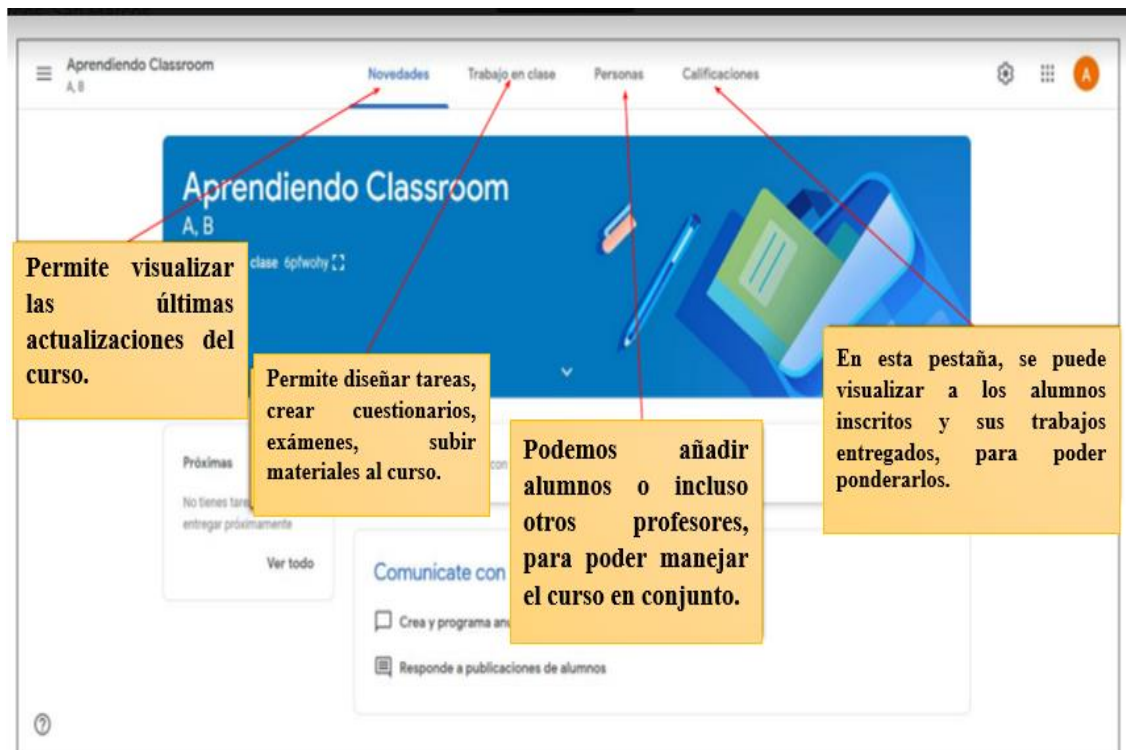 Aprendiendo Classroom
A, B
Novedades
Trabajo en clase
Personas
Calificaciones
A
Aprendiendo Classroom
A, B
clase 6pfwohy
Permite visualizar
las últimas
actualizaciones del
curso.
Permite diseñar tareas,
crear cuestionarios,
exámenes, subir
materiales al curso.
Podemos añadir
alumnos o incluso
otros profesores,
para poder manejar
el curso en conjunto.
En esta pestaña, se puede
visualizar a los alumnos
inscritos y sus trabajos
entregados, para poder
ponderarlos.
Próximas
No tienes
entregar próximamente
Ver todo
con
Comunicate con
Crea y programa
Responde a publicaciones de alumnos